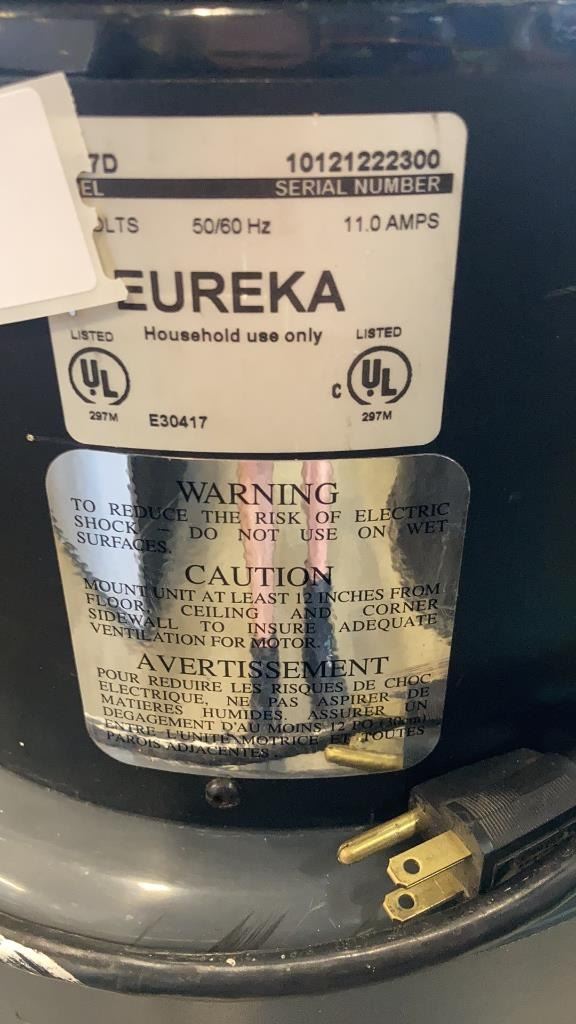 7D 10121222300
EL SERIAL NUMBER
OLTS 50/60 Hz 11.0 AMPS
EUREKA
LISTED Household use only LISTED
UL C UL
297M E30417 297M
WARNING
TO REDUCE THE RISK OF ELECTRIC
SHOCK - DO NOT USE ON WET
SURFACES.
CAUTION
MOUNT UNIT AT LEAST 12 INCHES FROM
FLOOR, CEILING AND CORNER
SIDEWALL TO INSURE ADEQUATE
VENTILATION FOR MOTOR.
AVERTISSEMENT
POUR REDUIRE LES RISQUES DE CHOC
ELECTRIQUE, NE PAS ASPIRER DE
MATIERES HUMIDES. ASSURER UN
DEGAGEMENT D'AU MOINS 12 PO (30cm)
ENTRE L'UNITE MOTRICE ET TOUTES
PAROIS ADJACENTES.